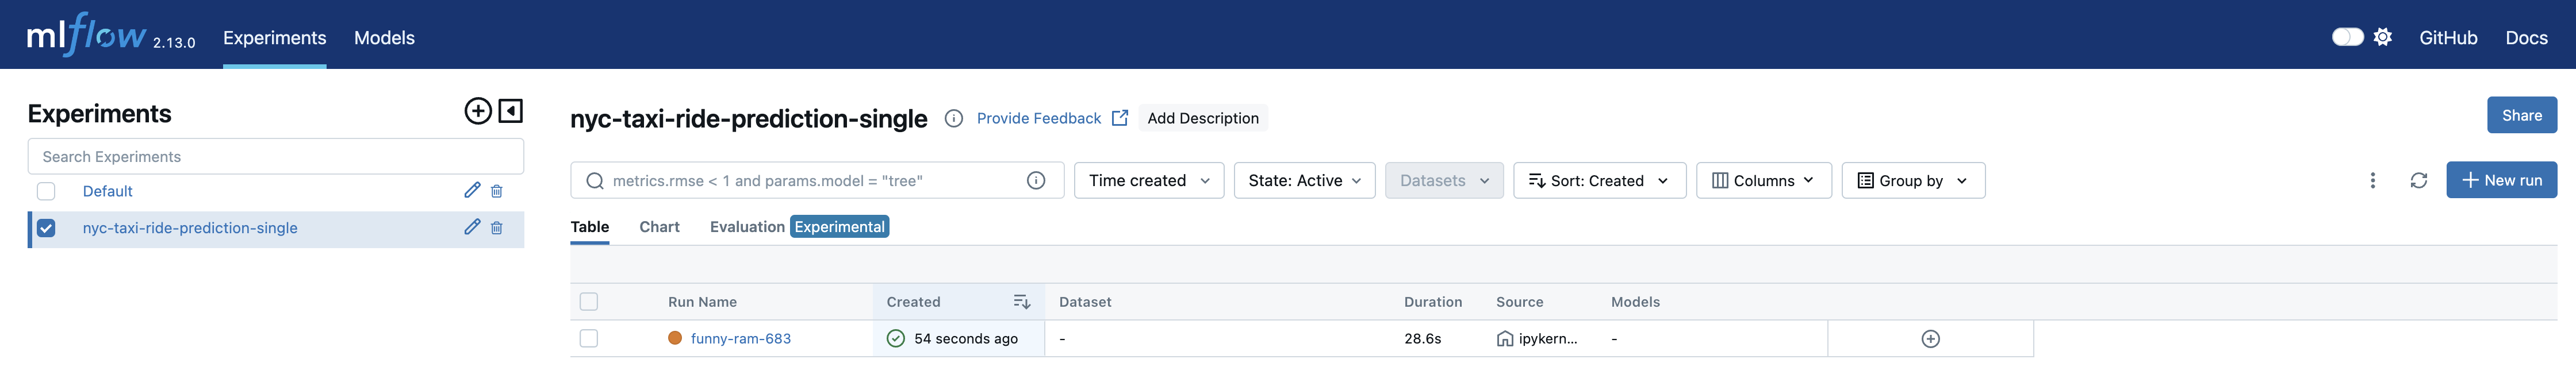 mlflow 2.13.0 Experiments Models GitHub Docs
Experiments
Search Experiments
Default
nyc-taxi-ride-prediction-single
nyc-taxi-ride-prediction-single Provide Feedback Add Description Share
metrics.rmse < 1 and params.model = "tree" Time created State: Active Datasets Sort: Created Columns Group by New run
Table Chart Evaluation Experimental
Run Name Created Dataset Duration Source Models
funny-ram-683 54 seconds ago - 28.6s ipykern... -